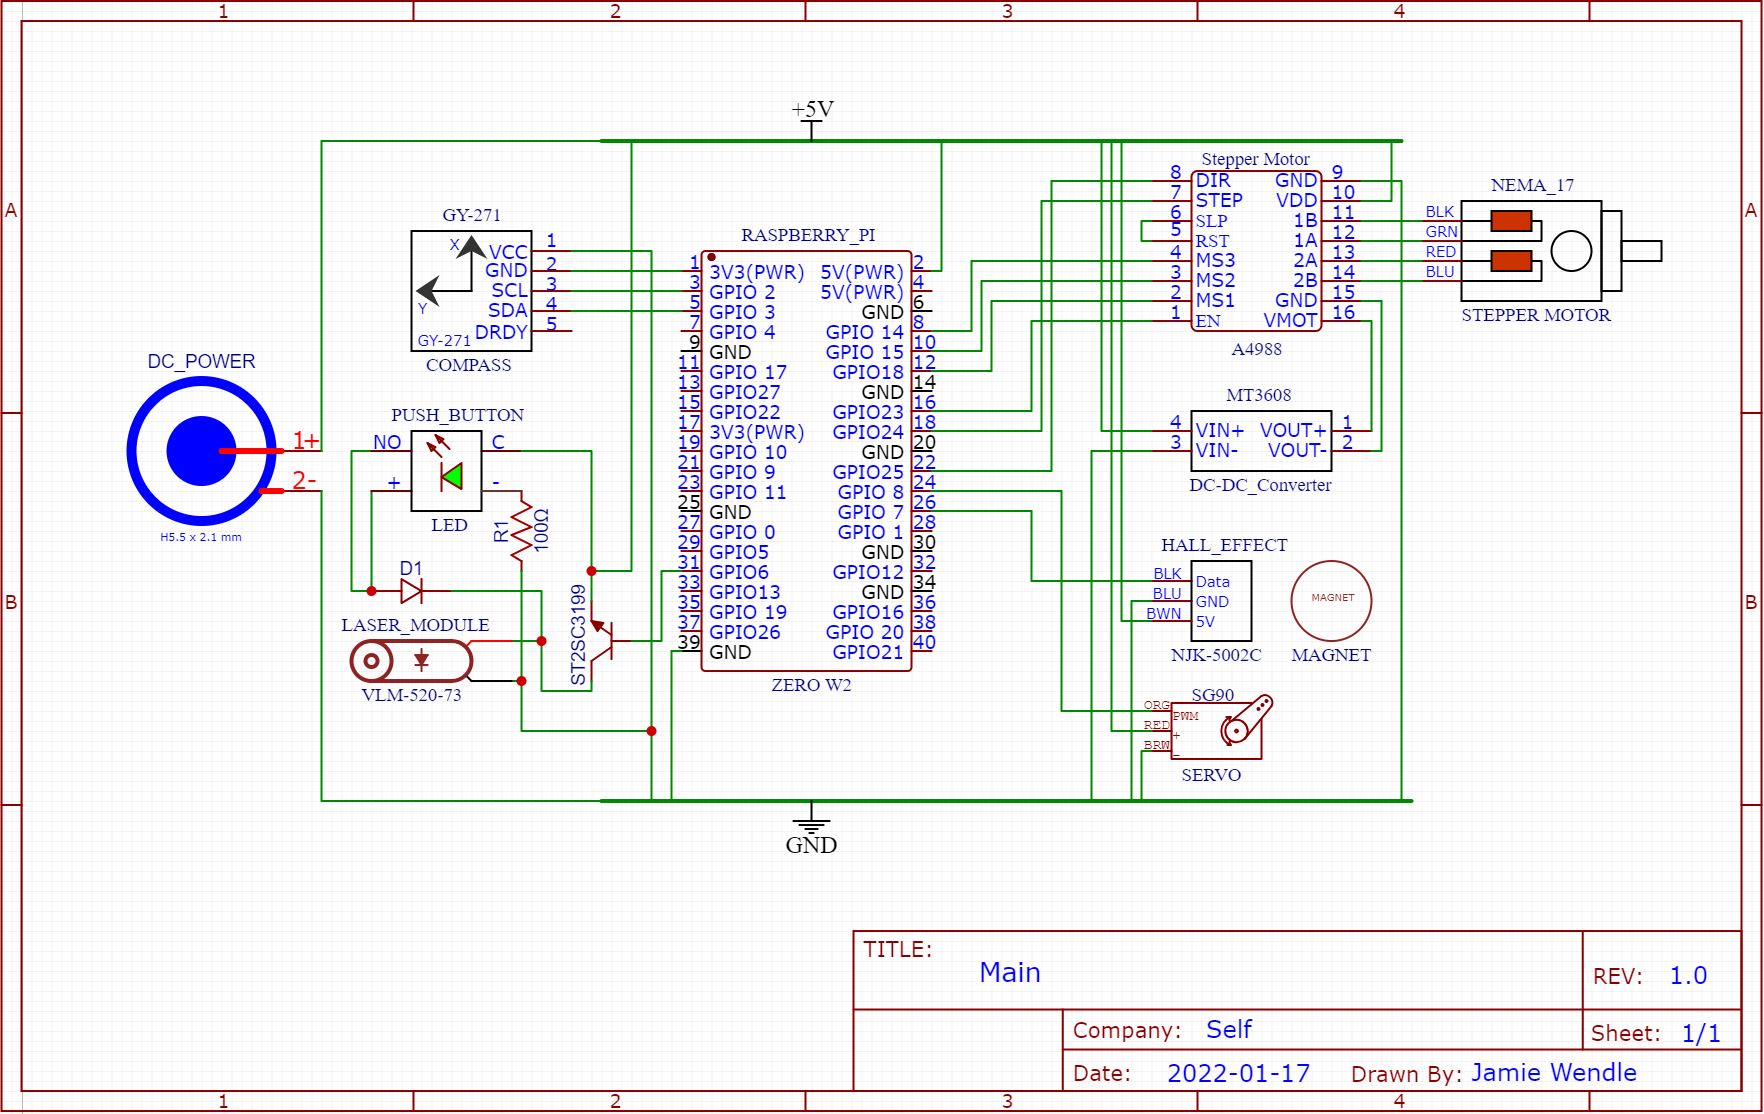 1 2 3 4
A A
B B
+5V
DC_POWER
1+
2-
H5.5 x 2.1 mm
GY-271
X
Y
VCC 1
GND 2
SCL 3
SDA 4
DRDY 5
GY-271
COMPASS
PUSH_BUTTON
NO C
+ -
LED
R1
100Ω
D1
LASER_MODULE
VLM-520-73
ST2SC3199
RASPBERRY_PI
1 3V3(PWR) 5V(PWR) 2
3 GPIO 2 5V(PWR) 4
5 GPIO 3 GND 6
7 GPIO 4 GPIO 14 8
9 GND GPIO 15 10
11 GPIO 17 GPIO18 12
13 GPIO27 GND 14
15 GPIO22 GPIO23 16
17 3V3(PWR) GPIO24 18
19 GPIO 10 GND 20
21 GPIO 9 GPIO25 22
23 GPIO 11 GPIO 8 24
25 GND GPIO 7 26
27 GPIO 0 GPIO 1 28
29 GPIO5 GND 30
31 GPIO6 GPIO12 32
33 GPIO13 GND 34
35 GPIO 19 GPIO16 36
37 GPIO26 GPIO 20 38
39 GND GPIO21 40
ZERO W2
Stepper Motor
8 DIR GND 9
7 STEP VDD 10
6 SLP 1B 11
5 RST 1A 12
4 MS3 2A 13
3 MS2 2B 14
2 MS1 GND 15
1 EN VMOT 16
A4988
NEMA_17
BLK
GRN
RED
BLU
STEPPER MOTOR
MT3608
4 VIN+ VOUT+ 1
3 VIN- VOUT- 2
DC-DC_Converter
HALL_EFFECT
BLK Data
BLU GND
BWN 5V
NJK-5002C
MAGNET
MAGNET
SG90
ORG PWM
RED +
BRW -
SERVO
GND
TITLE:
Main
REV: 1.0
Company: Self
Sheet: 1/1
Date: 2022-01-17
Drawn By: Jamie Wendle
1 2 3 4